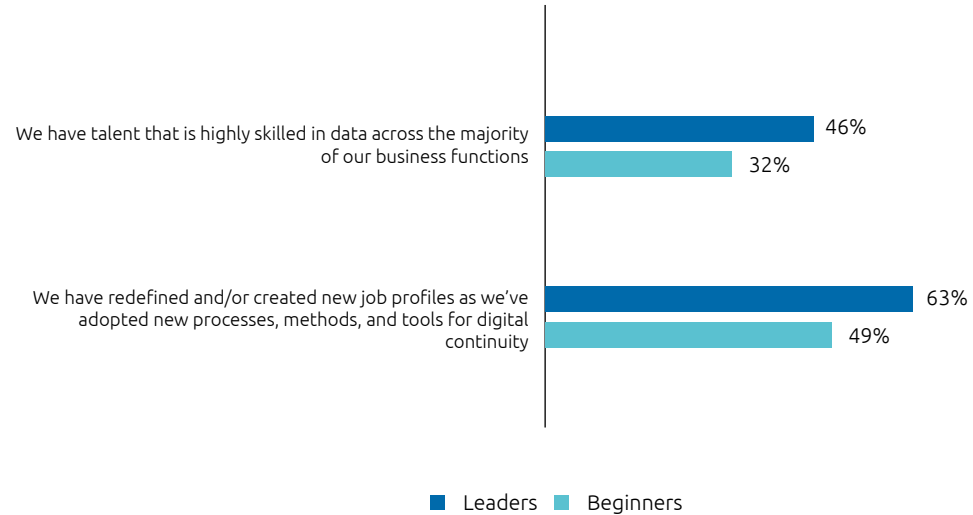 We have talent that is highly skilled in data across the majority
of our business functions
46%
32%
We have redefined and/or created new job profiles as we’ve
adopted new processes, methods, and tools for digital
continuity
63%
49%
Leaders Beginners